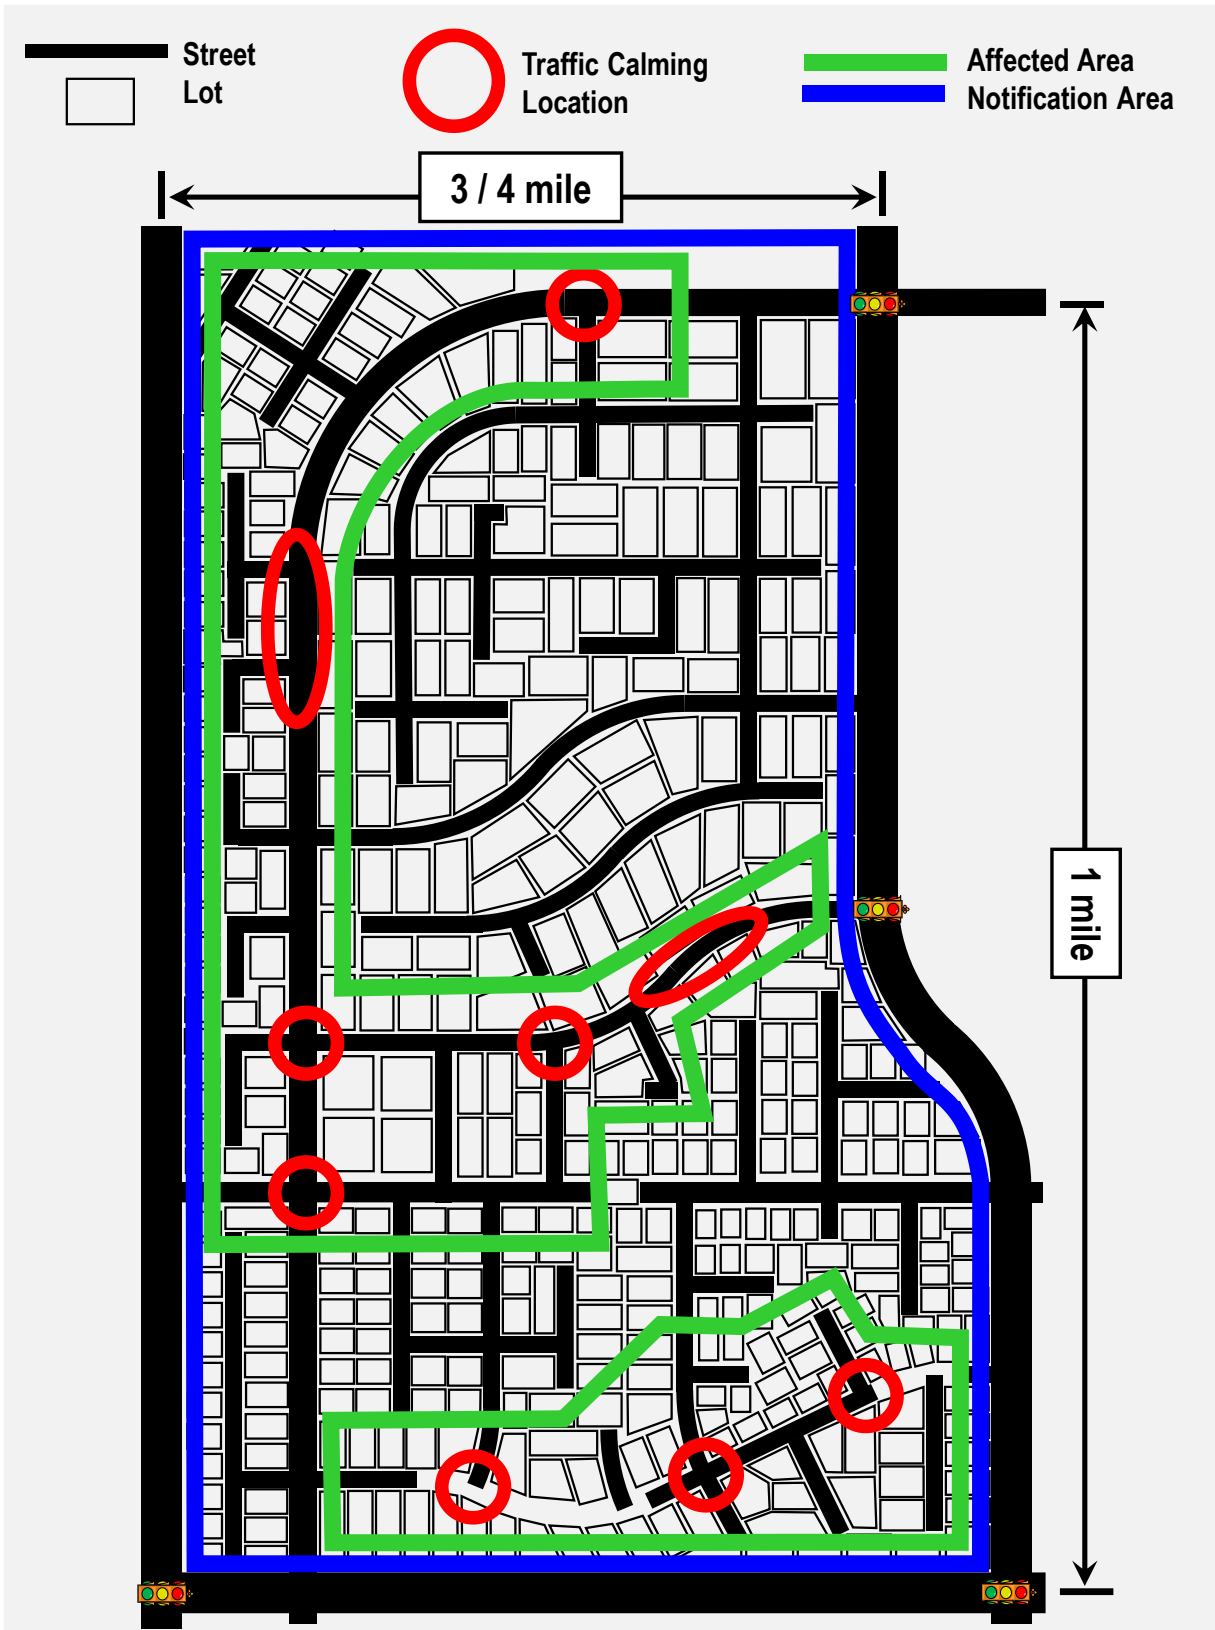 Street
Lot
Traffic Calming
Location
Affected Area
Notification Area
3 / 4 mile
1 mile